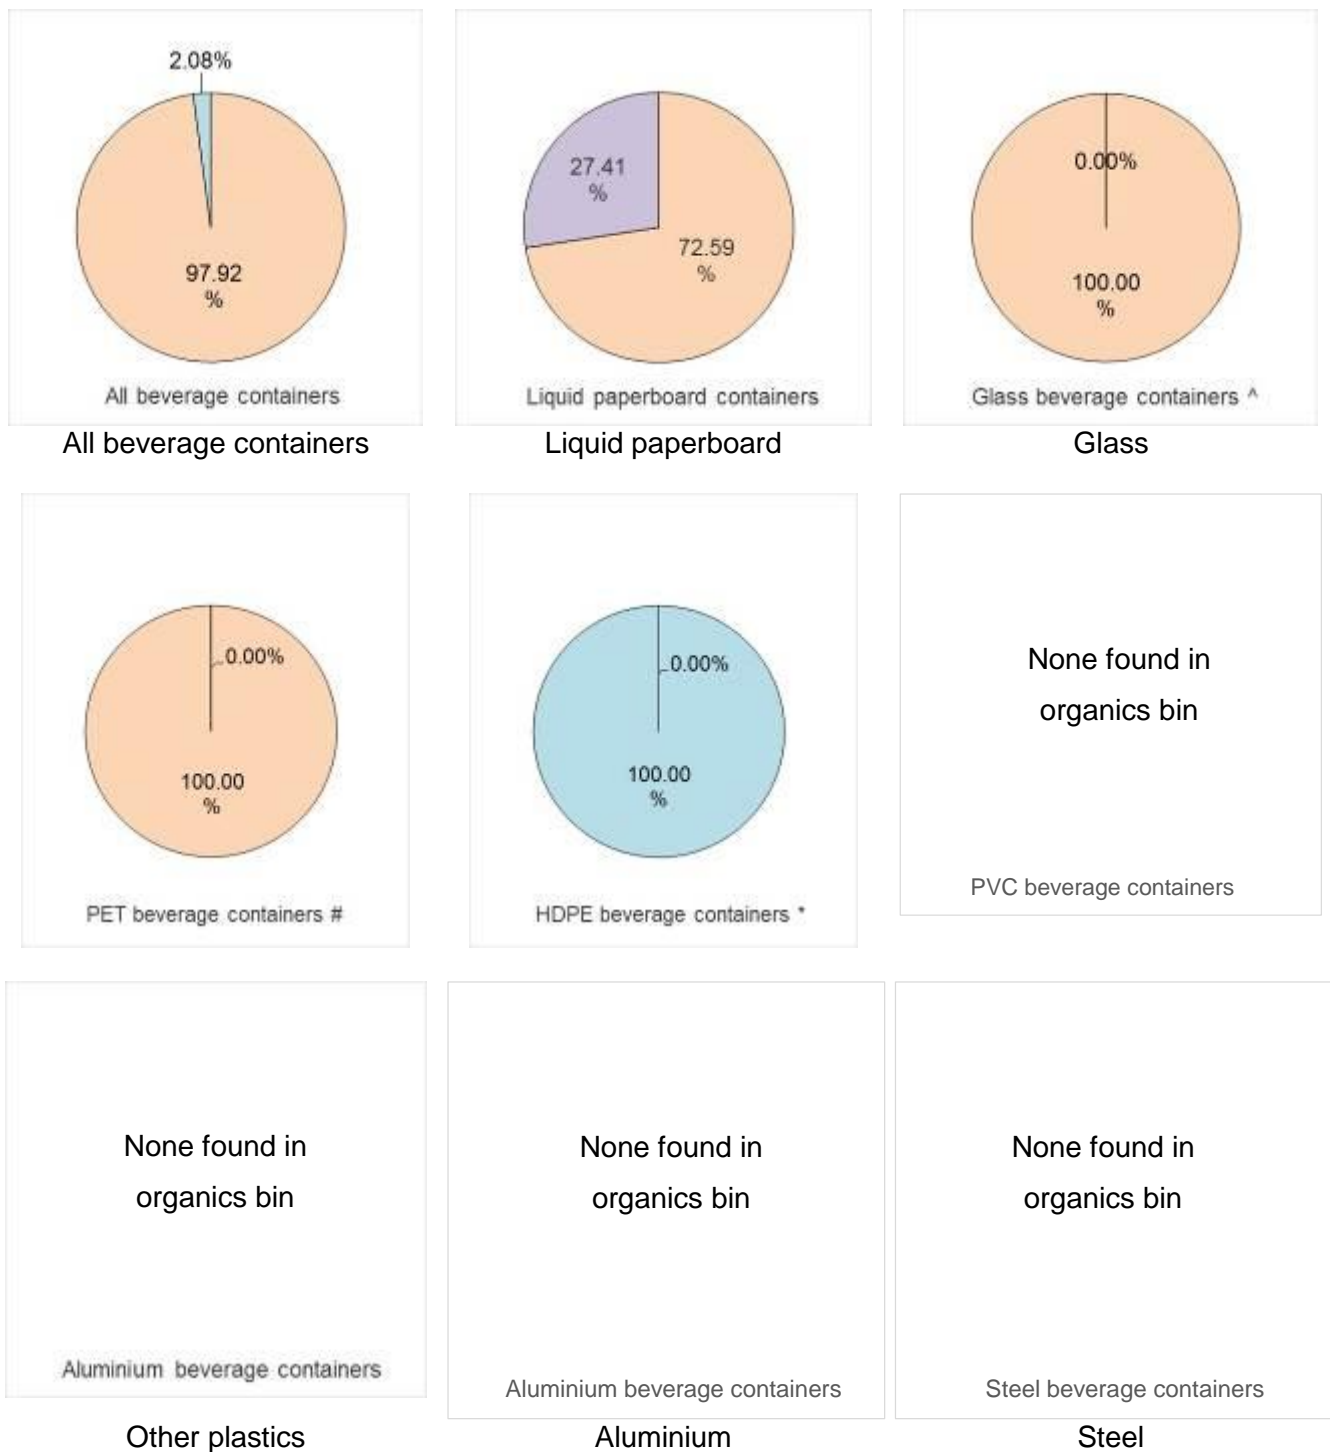 2.08%
97.92
%
All beverage containers
All beverage containers
27.41
%
72.59
%
Liquid paperboard containers
Liquid paperboard
0.00%
100.00
%
Glass beverage containers ^
Glass
0.00%
100.00
%
PET beverage containers #
0.00%
100.00
%
HDPE beverage containers *
None found in
organics bin
PVC beverage containers
None found in
organics bin
Aluminium beverage containers
Other plastics
None found in
organics bin
Aluminium beverage containers
Aluminium
None found in
organics bin
Steel beverage containers
Steel